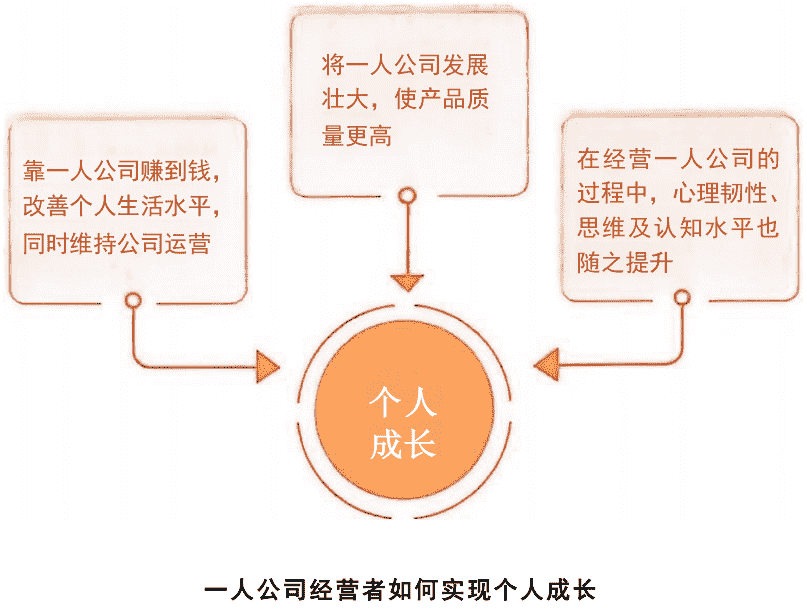 将一人公司发展
壮大，使产品质
量更高
靠一人公司赚到钱，
改善个人生活水平，
同时维持公司运营
在经营一人公司的
过程中，心理韧性、
思维及认知水平也
随之提升
个人
成长
一人公司经营者如何实现个人成长